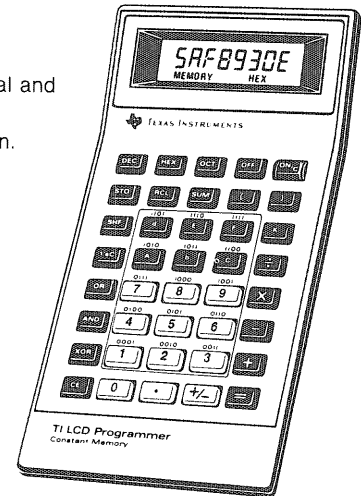 al and
n.
5AF8930E
MEMORY HEX
TEXAS INSTRUMENTS
DEC HEX OCT OFF ON/C
STO RCL SUM ( )
1101 1110 1111
SHF D E F K
1010 1011 1100
1'sC A B C ÷
0111 1000 1001
OR 7 8 9 X
0100 0101 0110
AND 4 5 6 −
0001 0010 0011
XOR 1 2 3 +
CE 0 . +/− =
TI LCD Programmer
Constant Memory